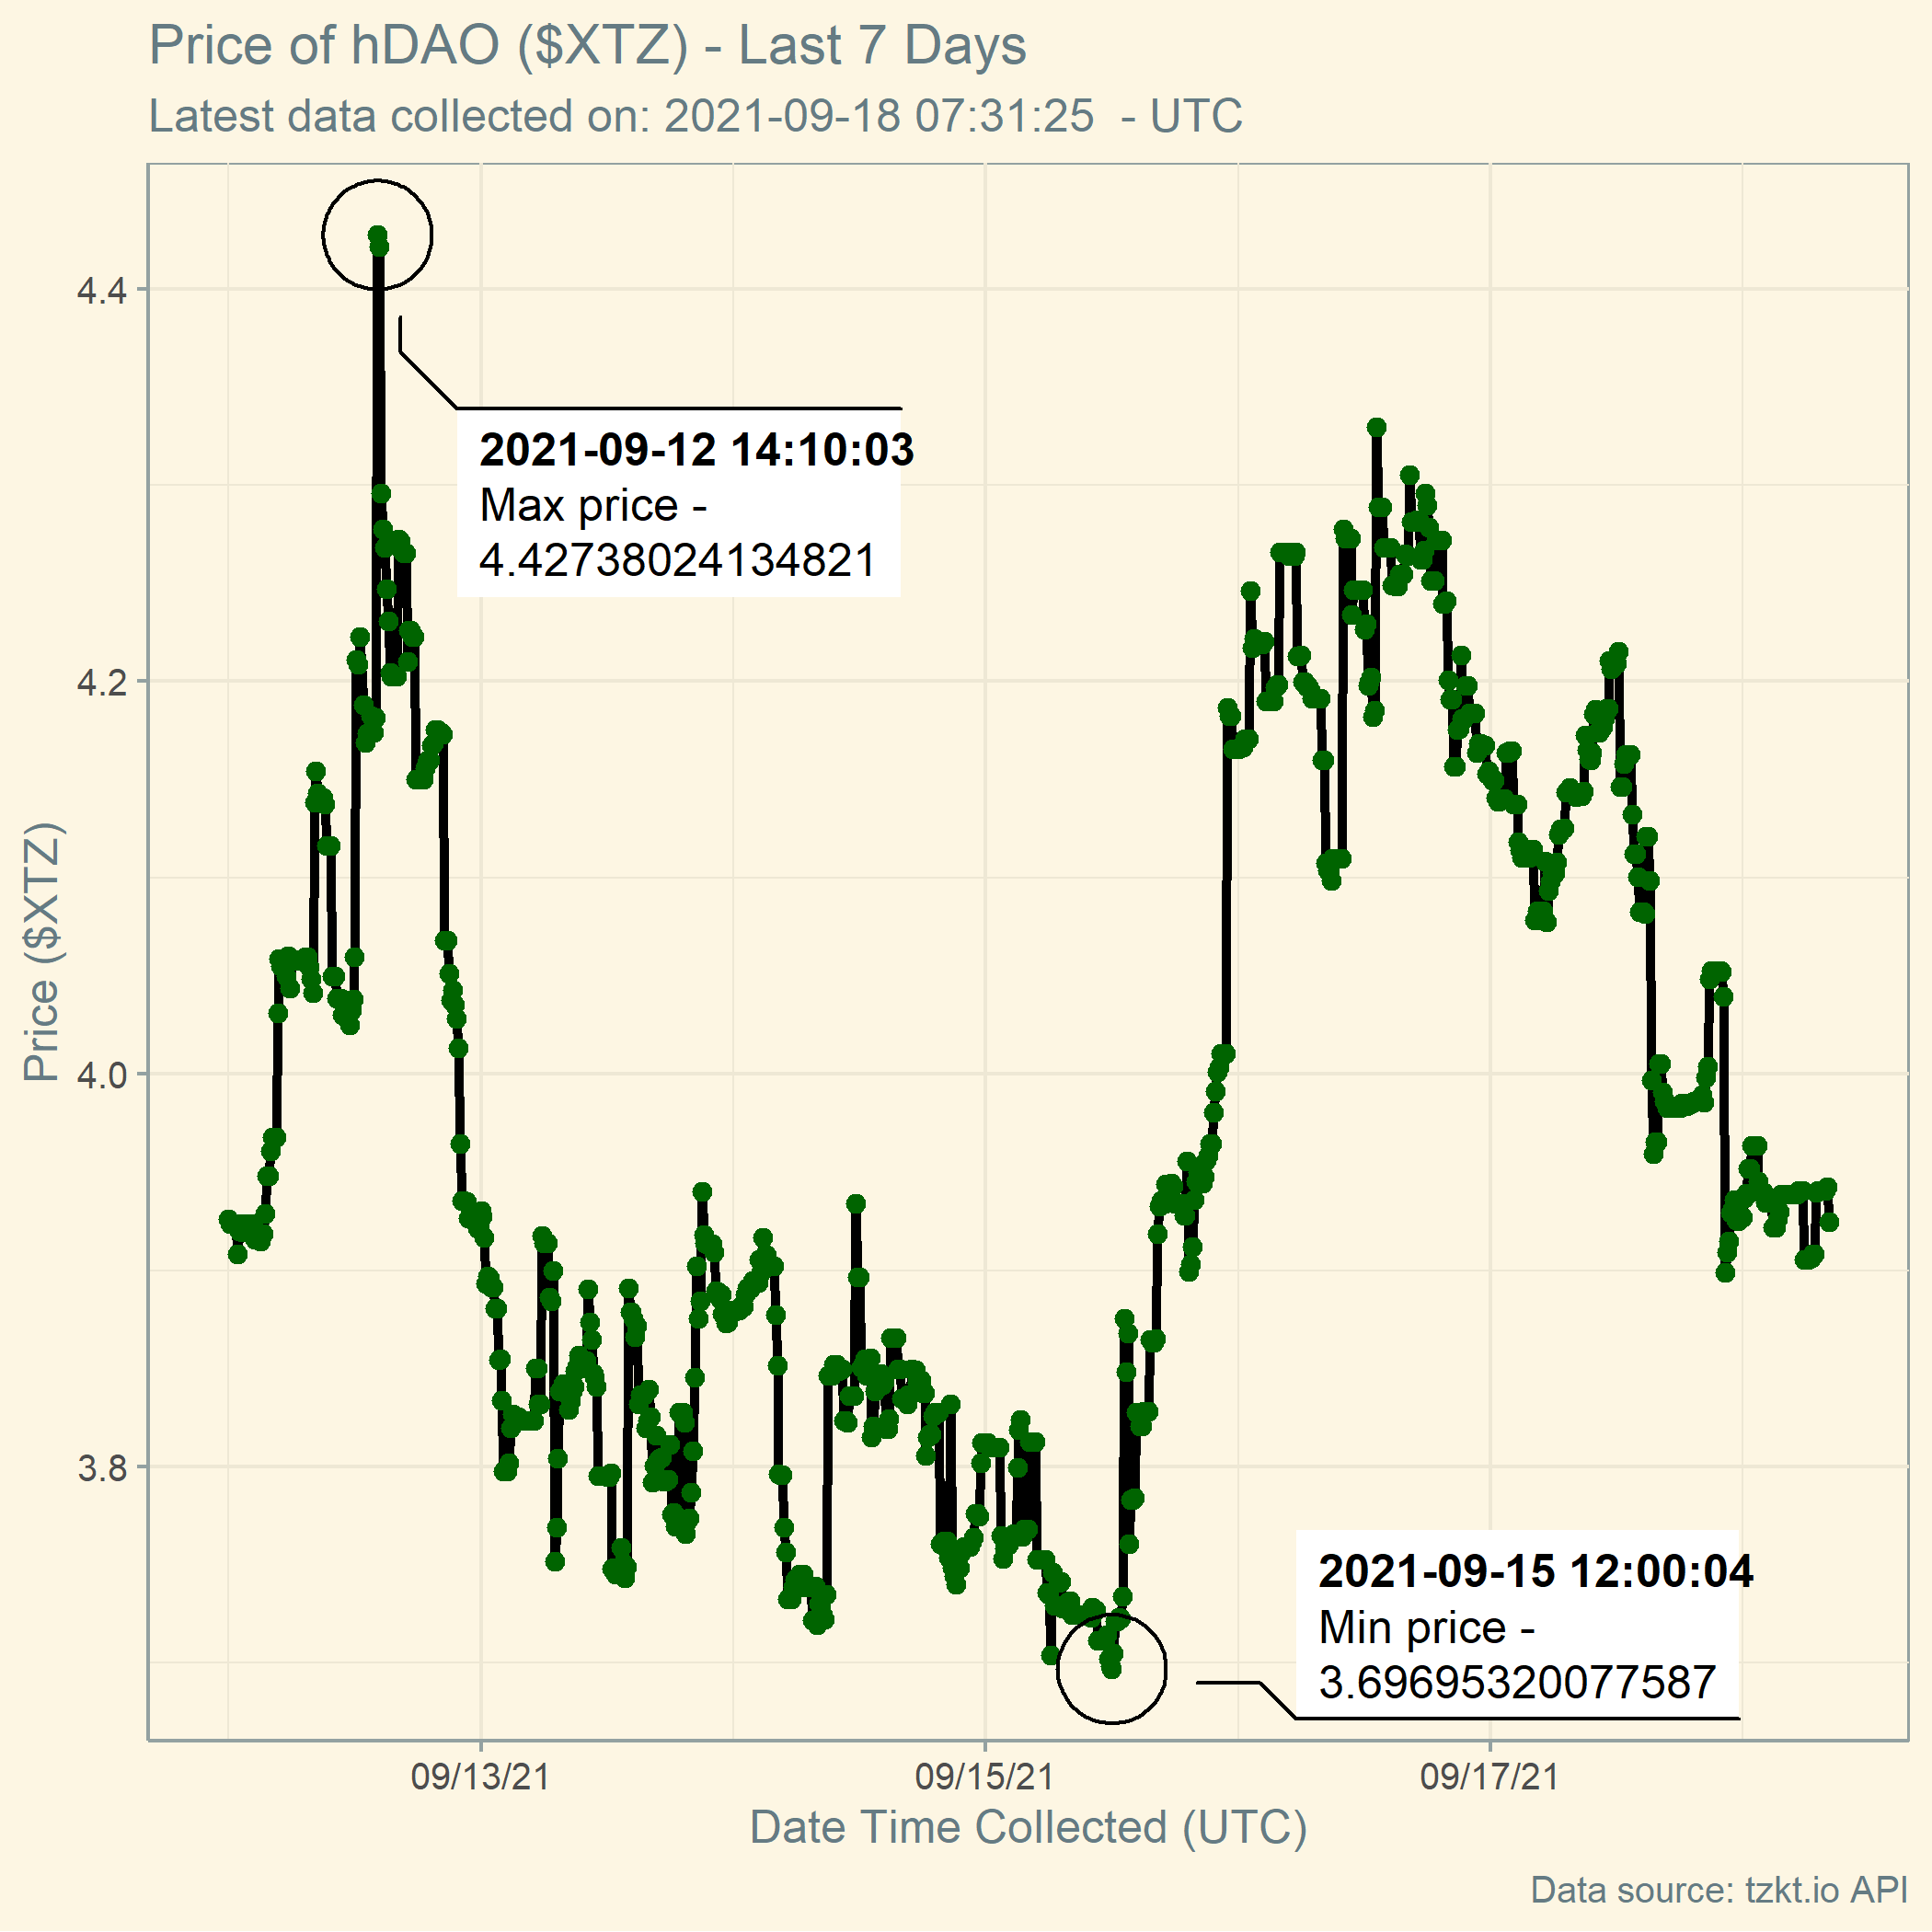 Price of hDAO ($XTZ) - Last 7 Days
Latest data collected on: 2021-09-18 07:31:25  - UTC
Price ($XTZ)
4.4
4.2
4.0
3.8
2021-09-12 14:10:03
Max price -
4.42738024134821
2021-09-15 12:00:04
Min price -
3.69695320077587
09/13/21
09/15/21
09/17/21
Date Time Collected (UTC)
Data source: tzkt.io API